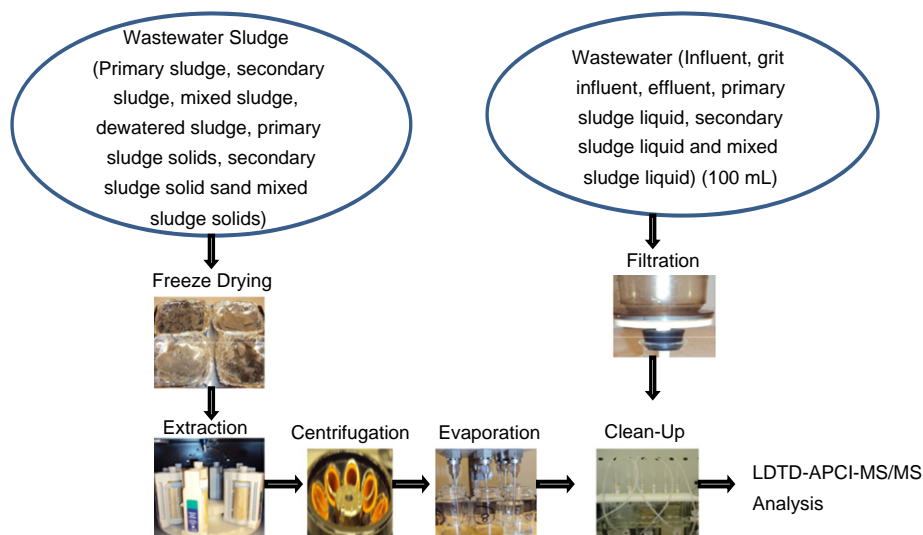 Wastewater Sludge
(Primary sludge, secondary
sludge, mixed sludge,
dewatered sludge, primary
sludge solids, secondary
sludge solid sand mixed
sludge solids)
Wastewater (Influent, grit
influent, effluent, primary
sludge liquid, secondary
sludge liquid and mixed
sludge liquid) (100 mL)
Freeze Drying
Filtration
Extraction
Centrifugation
Evaporation
Clean-Up
LDTD-APCI-MS/MS
Analysis